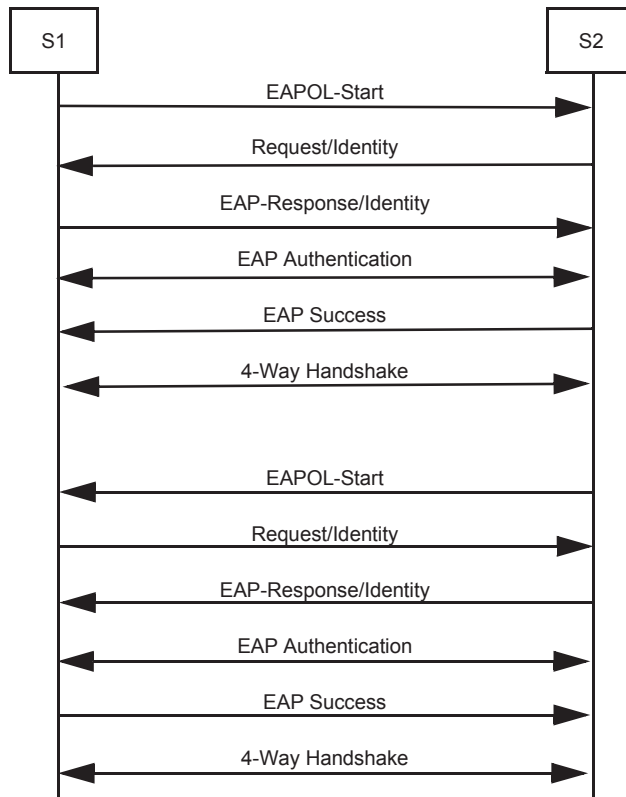 S1
S2
EAPOL-Start
Request/Identity
EAP-Response/Identity
EAP Authentication
EAP Success
4-Way Handshake
EAPOL-Start
Request/Identity
EAP-Response/Identity
EAP Authentication
EAP Success
4-Way Handshake